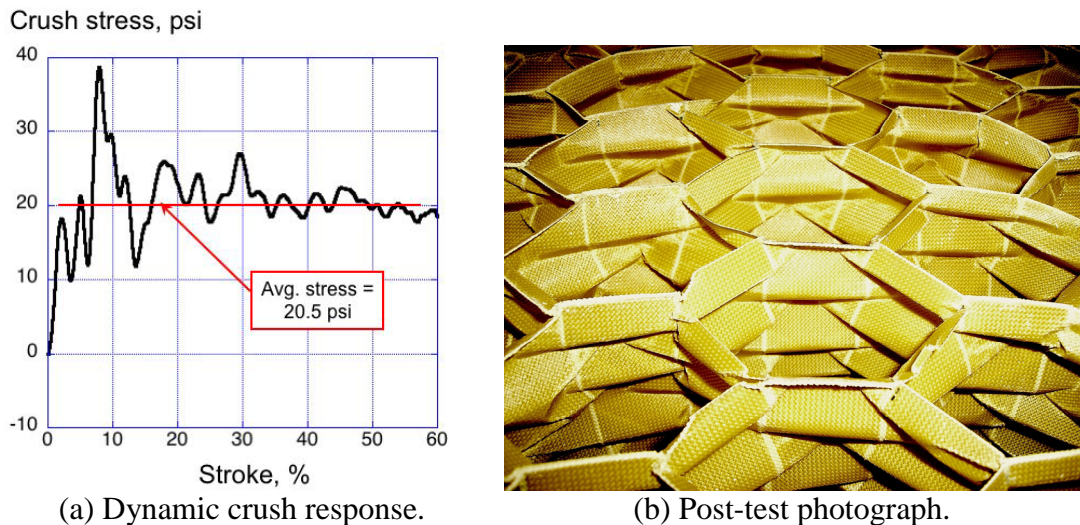 Crush stress, psi
40
30
20
10
0
-10
Avg. stress =
20.5 psi
0 10 20 30 40 50 60
Stroke, %
(a) Dynamic crush response.
(b) Post-test photograph.